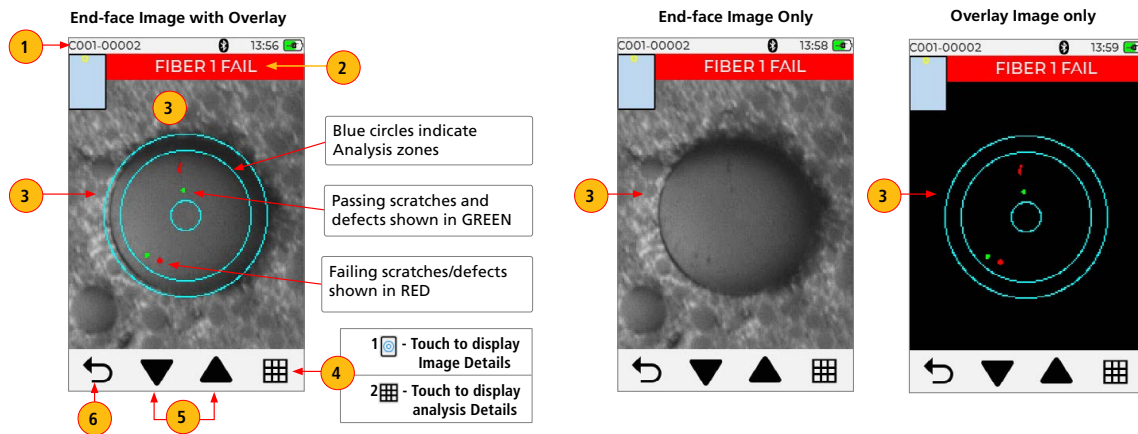 End-face Image with Overlay
End-face Image Only
Overlay Image only
1
C001-00002 13:56
FIBER 1 FAIL
2
3
3
Blue circles indicate
Analysis zones
Passing scratches and
defects shown in GREEN
Failing scratches/defects
shown in RED
1 - Touch to display
Image Details
2 - Touch to display
analysis Details
4
5
6
C001-00002 13:58
FIBER 1 FAIL
3
C001-00002 13:59
FIBER 1 FAIL
3